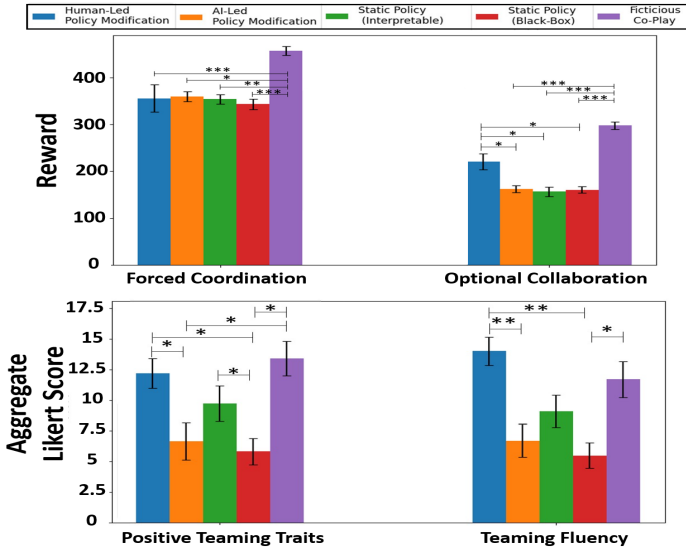 Human-Led
Policy Modification
AI-Led
Policy Modification
Static Policy
(Interpretable)
Static Policy
(Black-Box)
Ficticious
Co-Play
Reward
400
300
200
100
0
***
*
**
***
***
***
***
*
*
*
Forced Coordination
Optional Collaboration
Aggregate
Likert Score
17.5
15
12.5
10
7.5
5
2.5
0
*
*
*
*
*
**
**
*
Positive Teaming Traits
Teaming Fluency